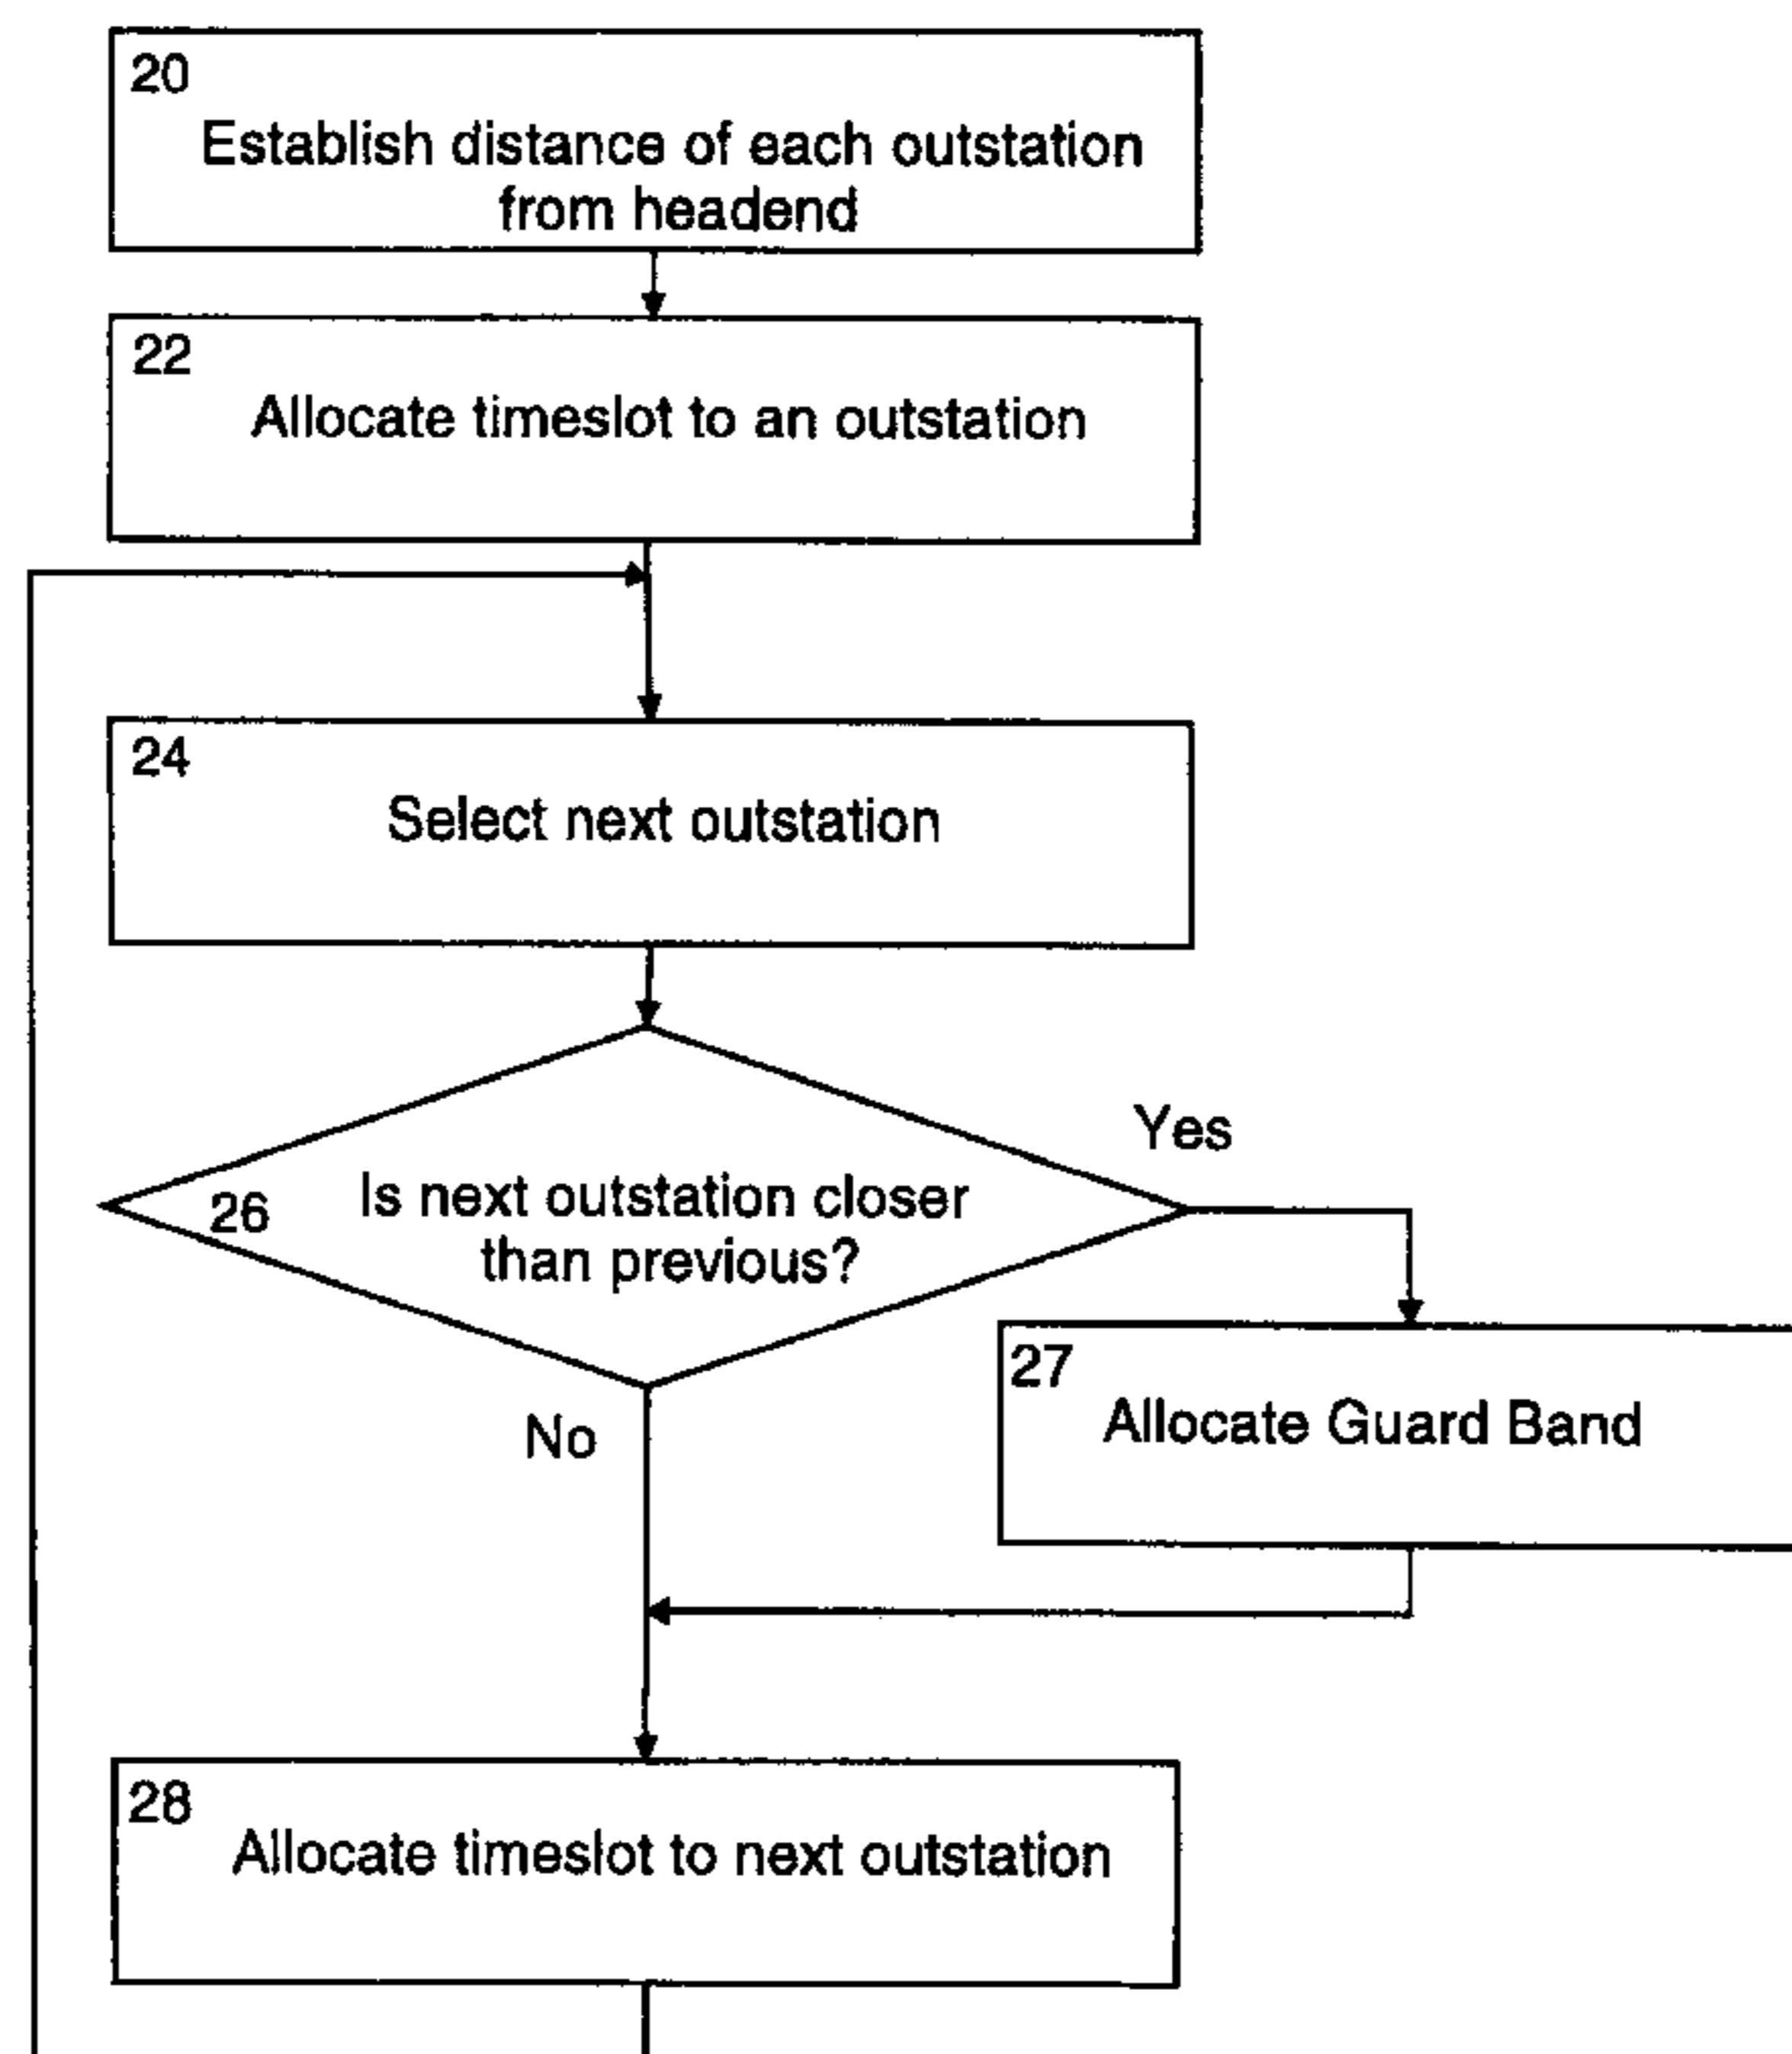 20
Establish distance of each outstation
from headend
22
Allocate timeslot to an outstation
24
Select next outstation
Yes
26
Is next outstation closer
than previous?
27
Allocate Guard Band
No
28
Allocate timeslot to next outstation